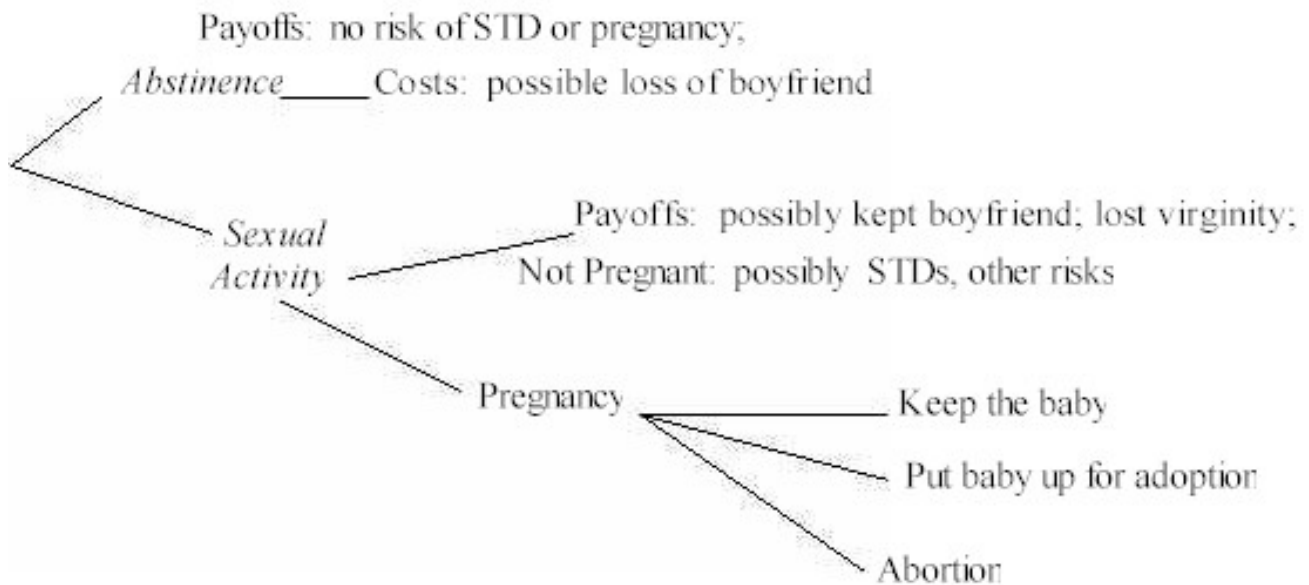 Payoffs: no risk of STD or pregnancy;
Abstinence Costs: possible loss of boyfriend
Payoffs: possibly kept boyfriend; lost virginity;
Sexual
Activity
Not Pregnant: possibly STDs, other risks
Pregnancy
Keep the baby
Put baby up for adoption
Abortion